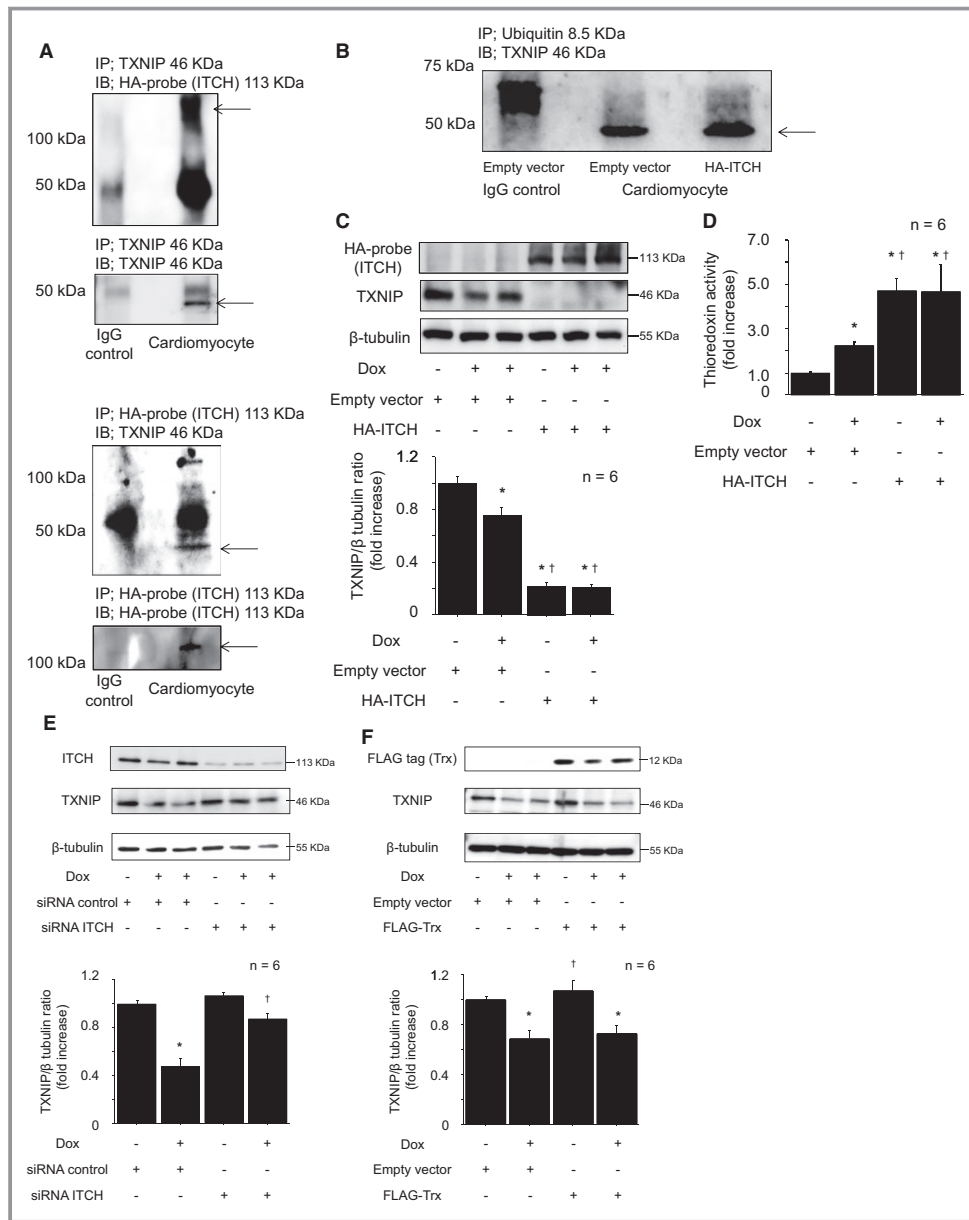 A
IP; TXNIP 46 KDa
IB; HA-probe (ITCH) 113 KDa
100 kDa
50 kDa
IP; TXNIP 46 KDa
IB; TXNIP 46 KDa
50 kDa
IgG control
Cardiomyocyte
IP; HA-probe (ITCH) 113 KDa
IB; TXNIP 46 KDa
100 kDa
50 kDa
IP; HA-probe (ITCH) 113 KDa
IB; HA-probe (ITCH) 113 KDa
100 kDa
IgG control
Cardiomyocyte
B
IP; Ubiquitin 8.5 KDa
IB; TXNIP 46 KDa
75 kDa
50 kDa
Empty vector Empty vector HA-ITCH
IgG control Cardiomyocyte
C
HA-probe (ITCH) 113 KDa
TXNIP 46 KDa
β-tubulin 55 KDa
Dox - + + - + +
Empty vector + + + - - -
HA-ITCH - - - + + +
TXNIP/β tubulin ratio
(fold increase)
1.2
0.8
0.4
0
n = 6
*
* †
* †
Dox - + - +
Empty vector + + - -
HA-ITCH - - + +
D
n = 6
Thioredoxin activity
(fold increase)
7.0
5.0
3.0
1.0
0
*
* †
* †
Dox - + - +
Empty vector + + - -
HA-ITCH - - + +
E
ITCH 113 KDa
TXNIP 46 KDa
β-tubulin 55 KDa
Dox - + + - + +
siRNA control + + + - - -
siRNA ITCH - - - + + +
TXNIP/β tubulin ratio
(fold increase)
1.2
0.8
0.4
0
n = 6
*
†
Dox - + - +
siRNA control + + - -
siRNA ITCH - - + +
F
FLAG tag (Trx) 12 KDa
TXNIP 46 KDa
β-tubulin 55 KDa
Dox - + + - + +
Empty vector + + + - - -
FLAG-Trx - - - + + +
TXNIP/β tubulin ratio
(fold increase)
1.2
0.8
0.4
0
n = 6
*
†
*
Dox - + - +
Empty vector + + - -
FLAG-Trx - - + +